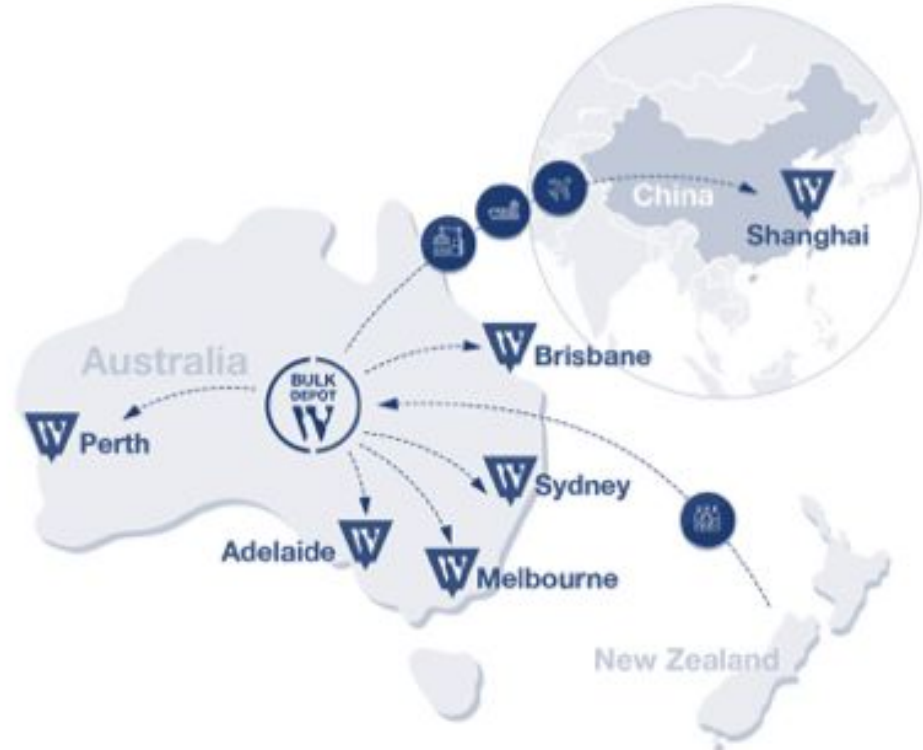 China
Shanghai
Australia
Brisbane
BULK
DEPOT
W
Perth
Sydney
Adelaide
Melbourne
New Zealand